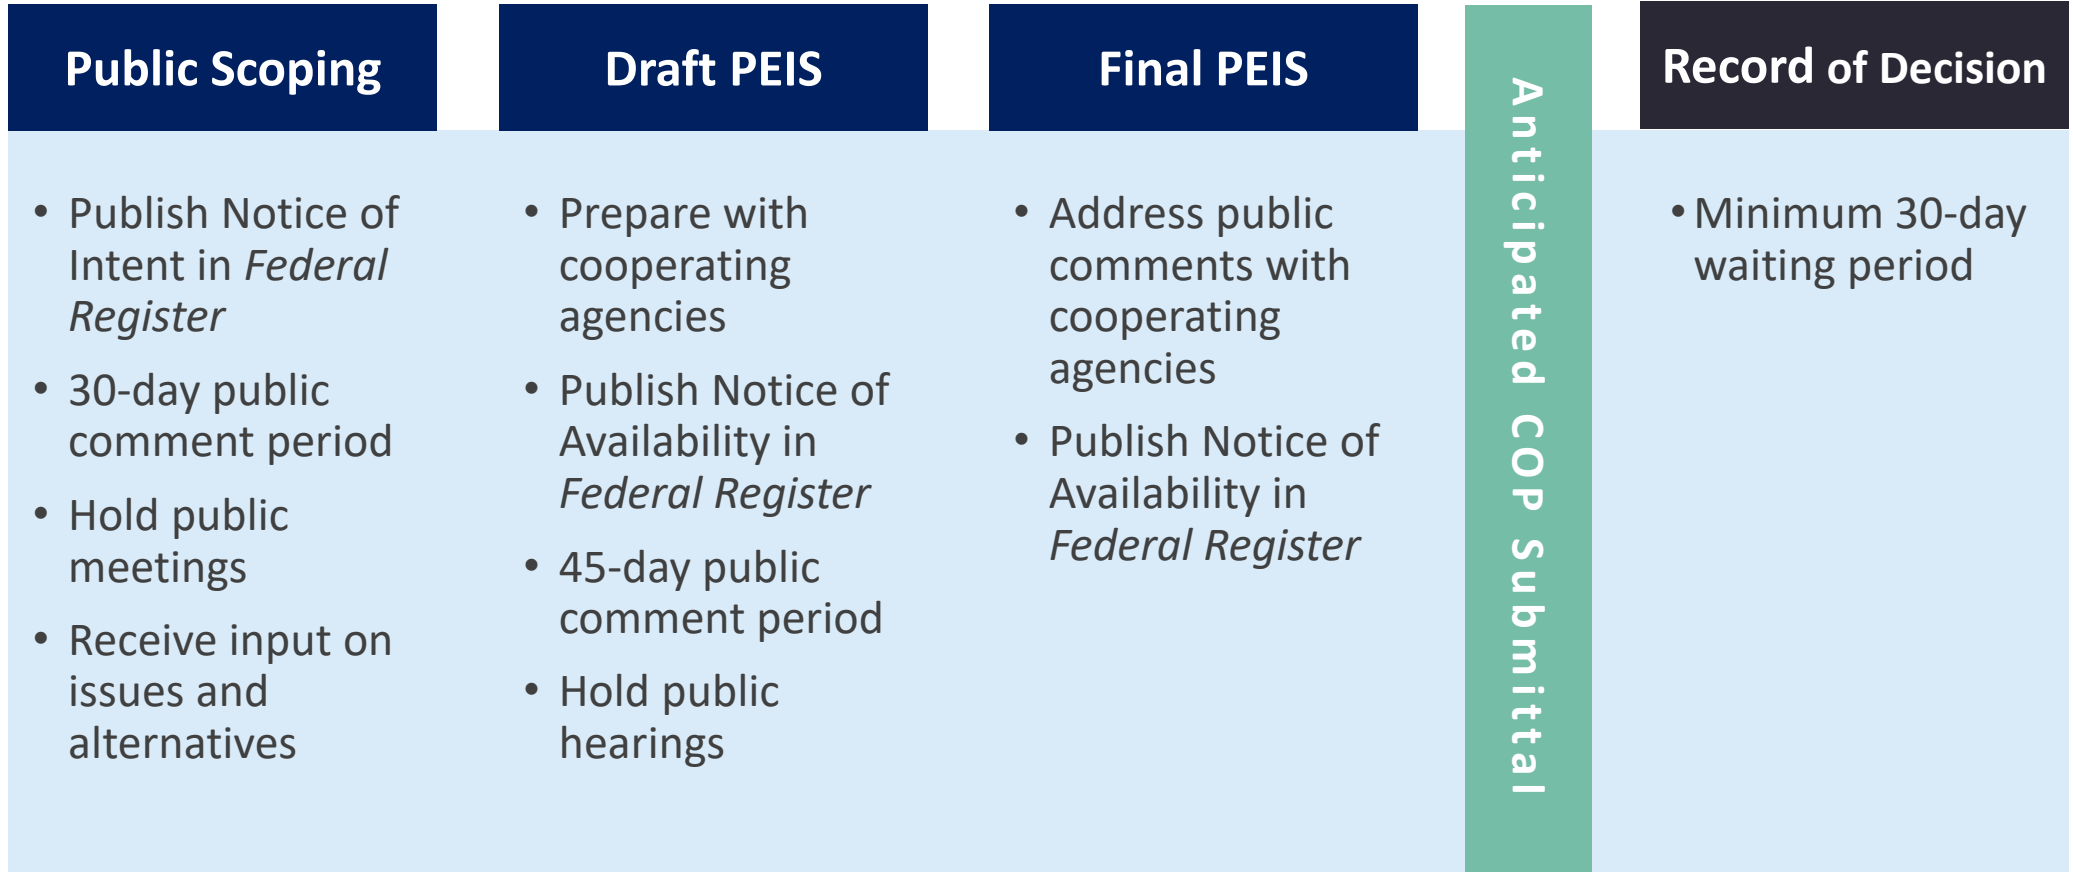 Public Scoping
• Publish Notice of
Intent in Federal
Register
• 30-day public
comment period
• Hold public
meetings
• Receive input on
issues and
alternatives
Draft PEIS
• Prepare with
cooperating
agencies
• Publish Notice of
Availability in
Federal Register
• 45-day public
comment period
• Hold public
hearings
Final PEIS
• Address public
comments with
cooperating
agencies
• Publish Notice of
Availability in
Federal Register
Anticipated COP Submittal
Record of Decision
• Minimum 30-day
waiting period